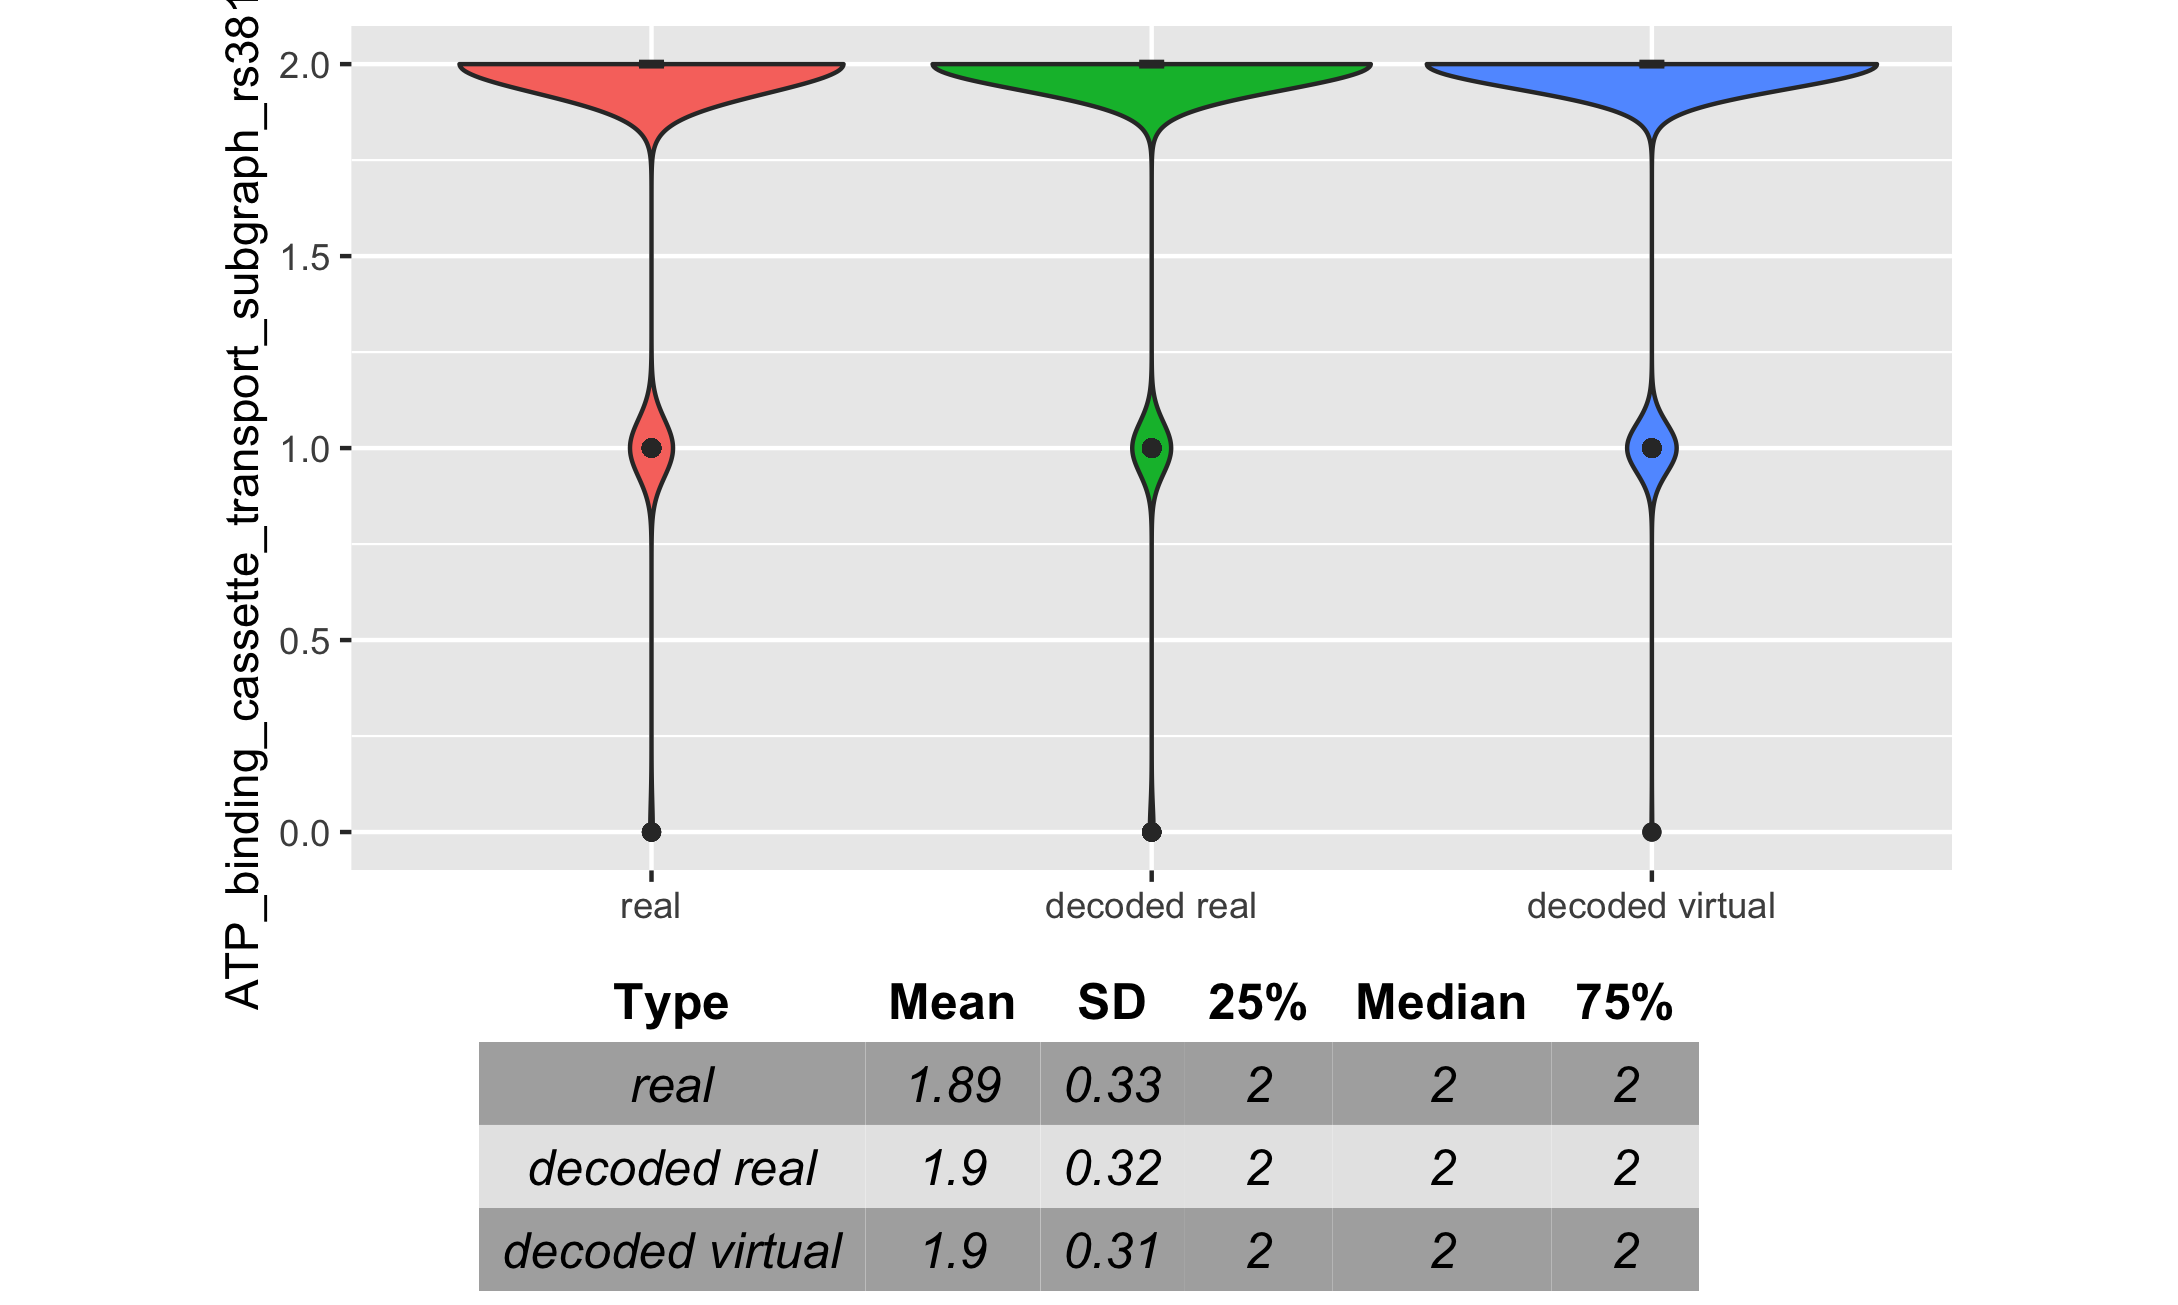 ATP_binding_cassette_transport_subgraph_rs381
2.0
1.5
1.0
0.5
0.0
real decoded real decoded virtual
Type Mean SD 25% Median 75%
real 1.89 0.33 2 2 2
decoded real 1.9 0.32 2 2 2
decoded virtual 1.9 0.31 2 2 2